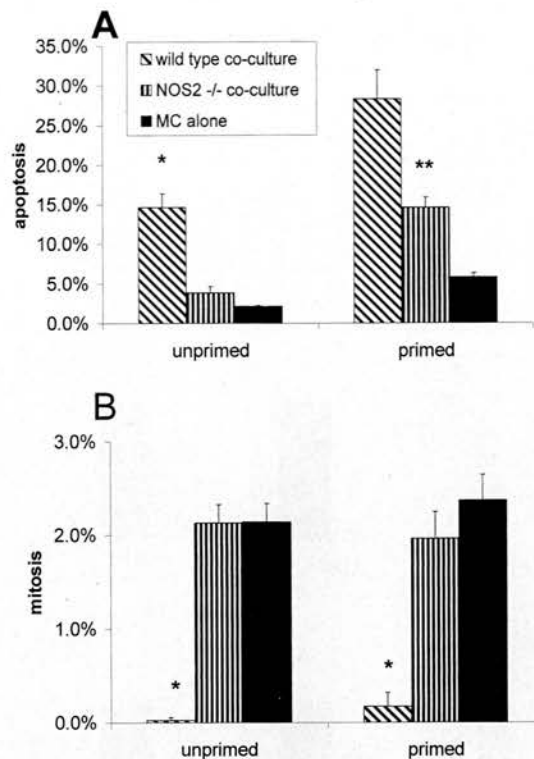 A
35.0%
30.0%
25.0%
20.0%
15.0%
10.0%
5.0%
0.0%
apoptosis
wild type co-culture
NOS2 -/- co-culture
MC alone
*
**
unprimed primed
B
3.0%
2.0%
1.0%
0.0%
mitosis
*
*
unprimed primed